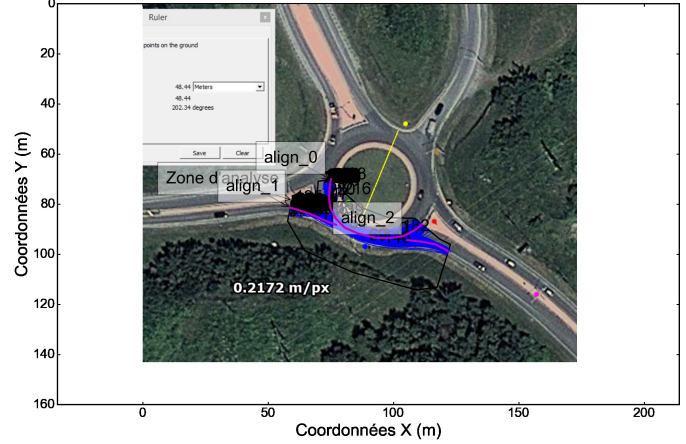 Ruler
points on the ground
48.44 Meters
48.44
202.34 degrees
Save Clear
align_0
Zone d'analyse
align_1
align_2
0.2172 m/px
0
20
40
60
80
100
120
140
160
Coordonnées Y (m)
0 50 100 150 200
Coordonnées X (m)